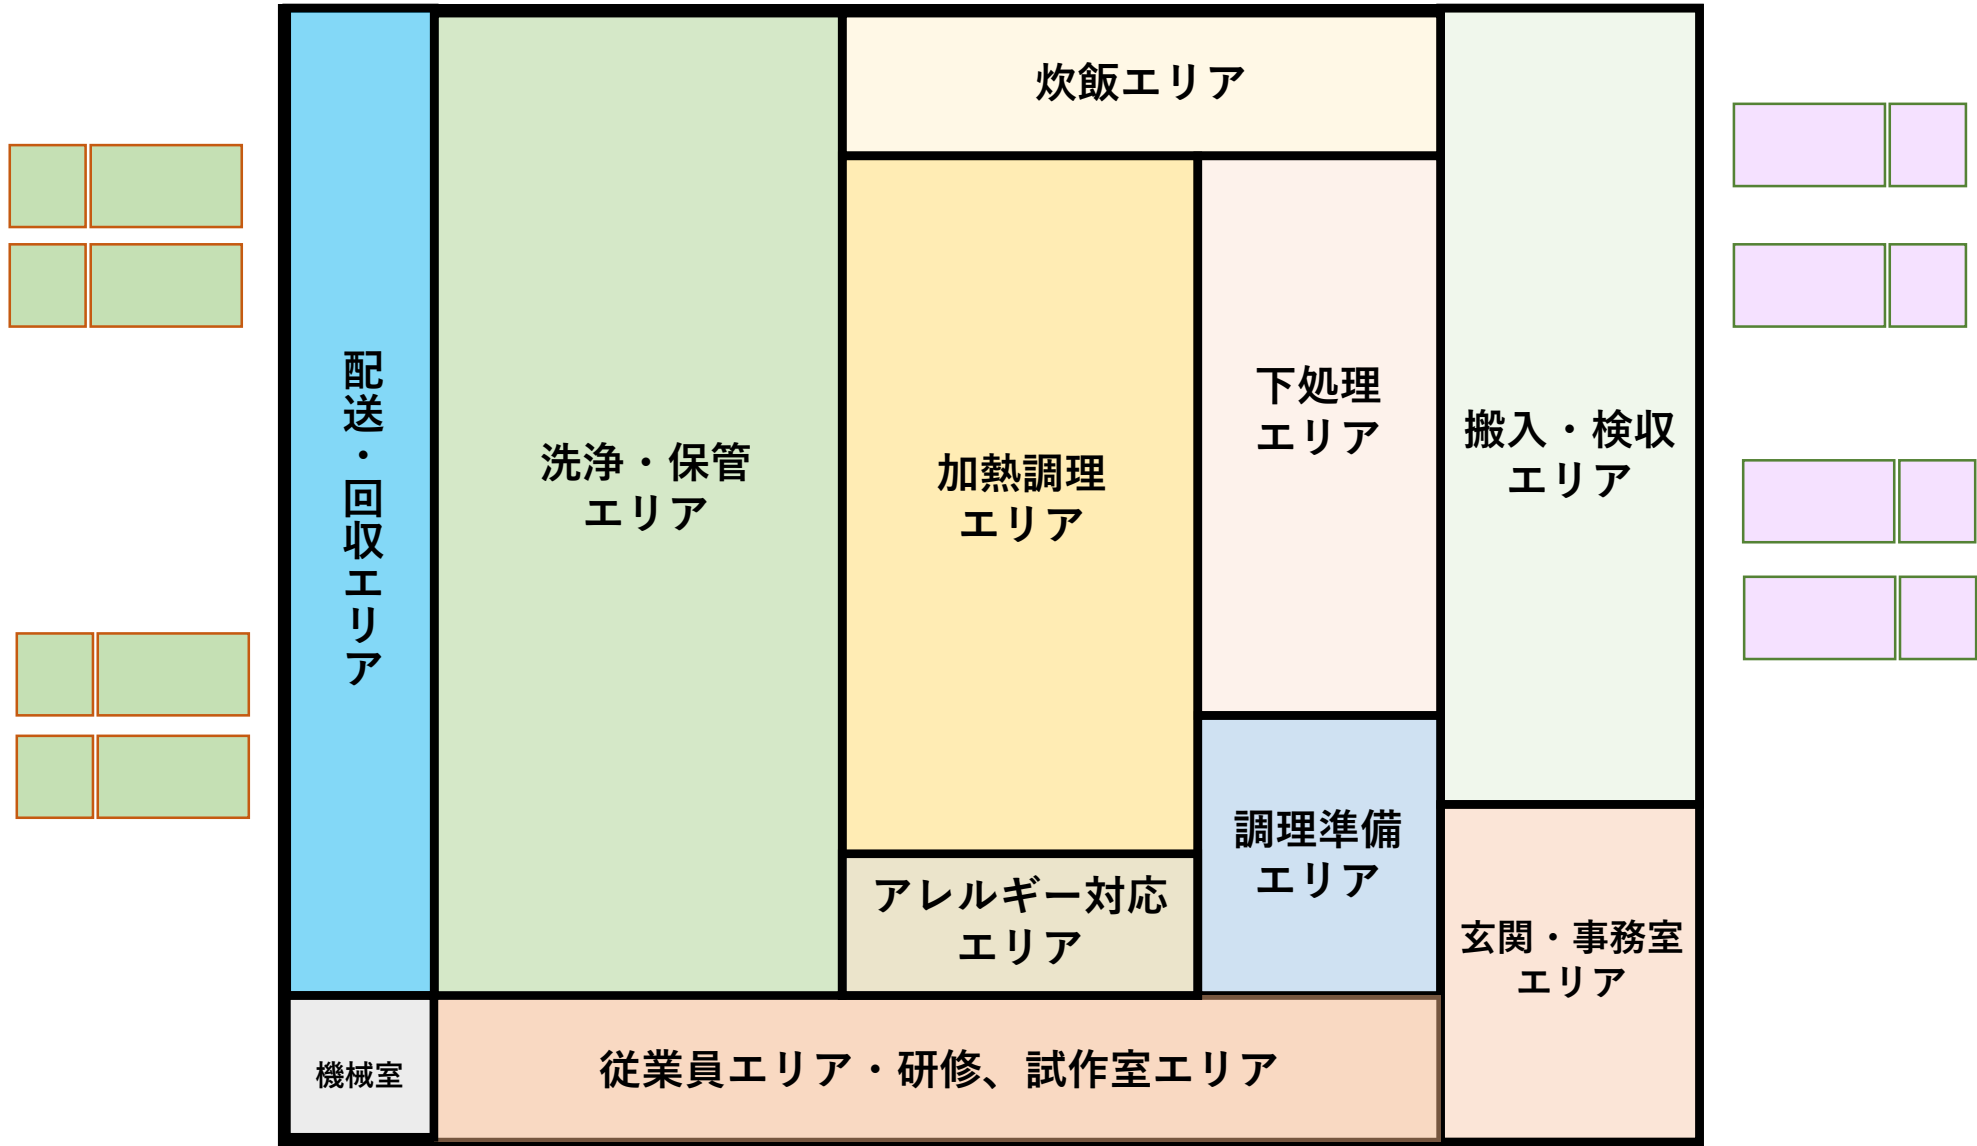 炊飯エリア
配送・回収エリア
洗浄・保管
エリア
加熱調理
エリア
下処理
エリア
搬入・検収
エリア
調理準備
エリア
アレルギー対応
エリア
玄関・事務室
エリア
機械室
従業員エリア・研修、試作室エリア